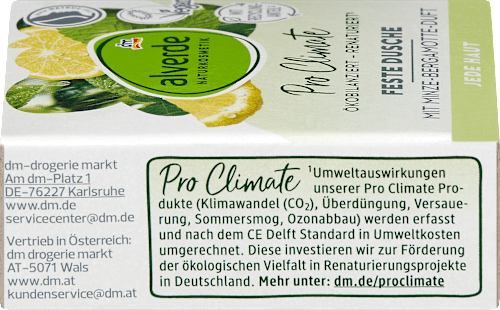 dm
alverde
NATURKOSMETIK
Pro Climate
ÖKOBILANZIERT – RENATURIERT¹
FESTE DUSCHE
MIT MINZE-BERGAMOTTE-DUFT
JEDE HAUT
dm-drogerie markt
Am dm-Platz 1
DE-76227 Karlsruhe
www.dm.de
servicecenter@dm.de
Vertrieb in Österreich:
dm drogerie markt
AT-5071 Wals
www.dm.at
kundenservice@dm.at
Pro Climate ¹Umweltauswirkungen
unserer Pro Climate Pro-
dukte (Klimawandel (CO₂), Überdüngung, Versaue-
rung, Sommersmog, Ozonabbau) werden erfasst
und nach dem CE Delft Standard in Umweltkosten
umgerechnet. Diese investieren wir zur Förderung
der ökologischen Vielfalt in Renaturierungsprojekte
in Deutschland. Mehr unter: dm.de/proclimate